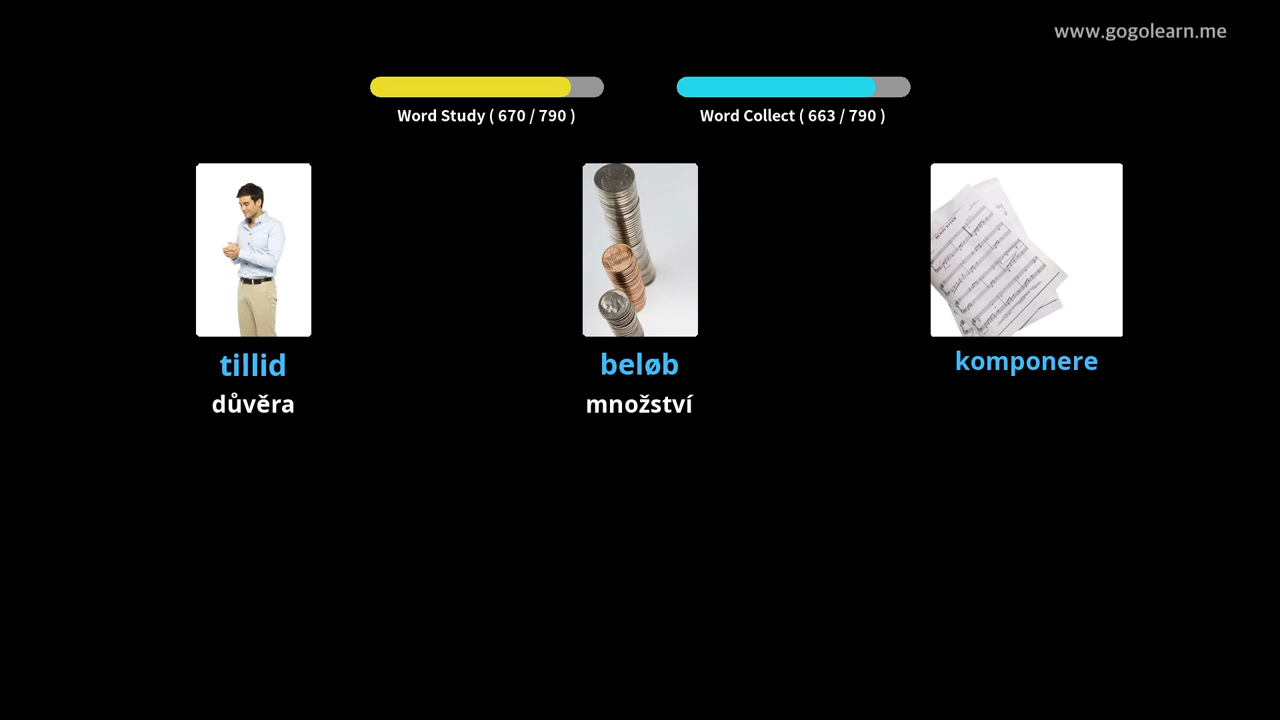 www.gogolearn.me
Word Study ( 670 / 790 )
Word Collect ( 663 / 790 )
tillid
beløb
komponere
důvěra
množství